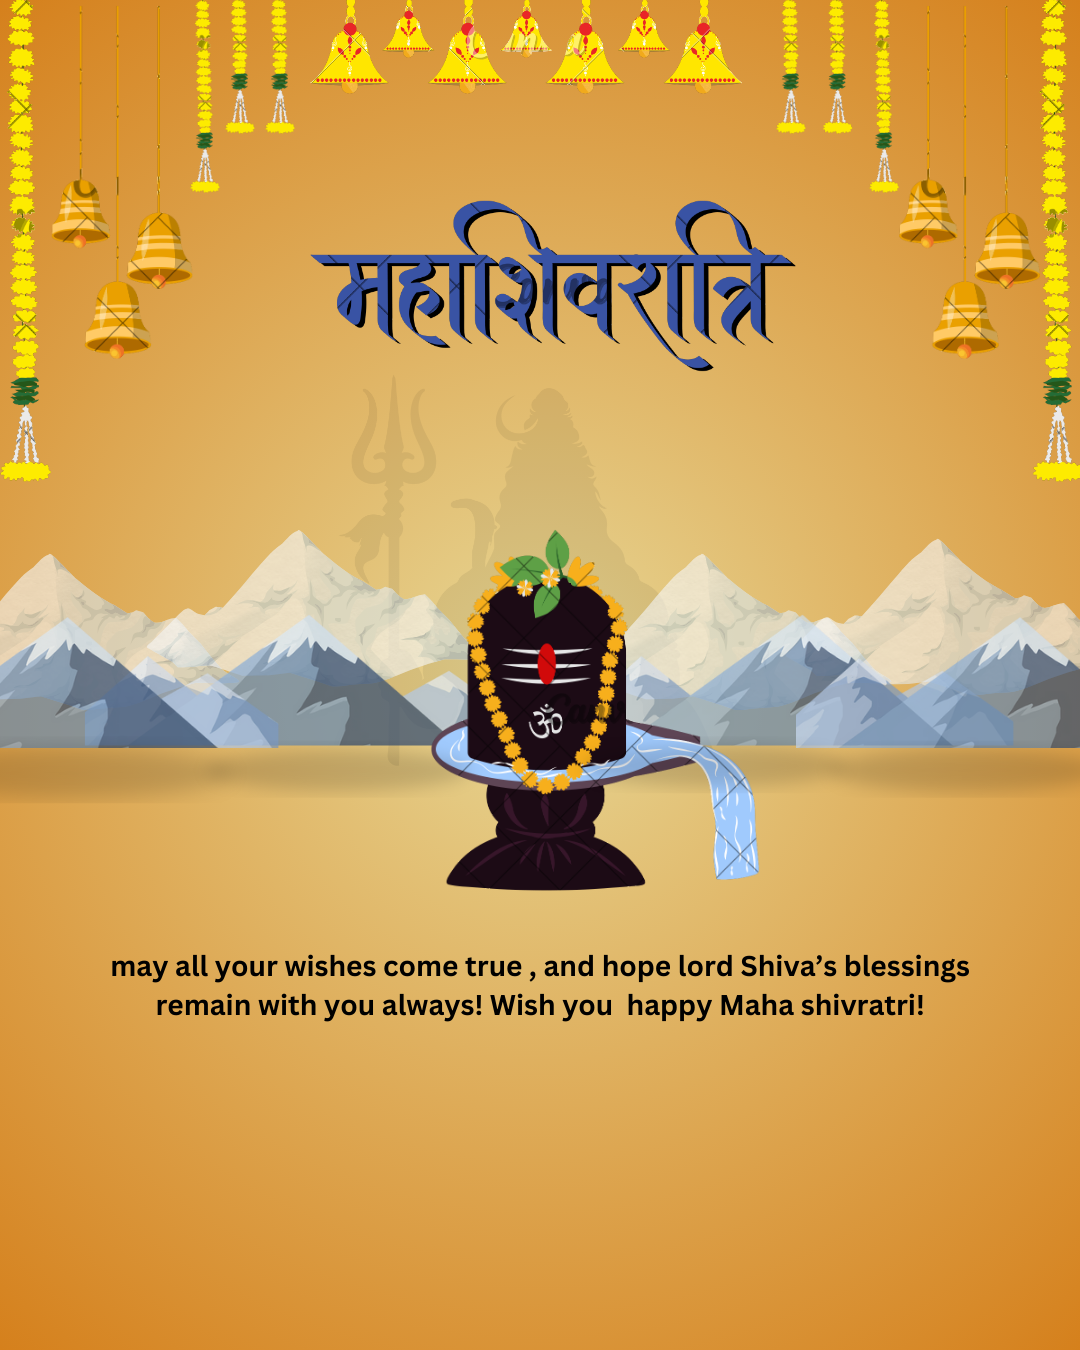 महाशिवरात्रि
ॐ
may all your wishes come true , and hope lord Shiva’s blessings
remain with you always! Wish you  happy Maha shivratri!